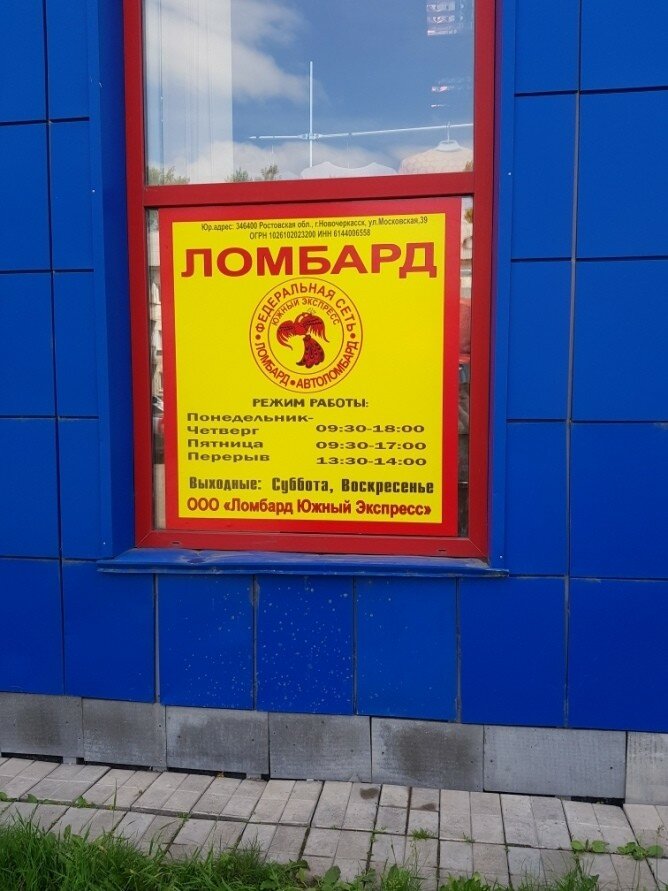 Юр.адрес: 346400 Ростовская обл., г.Новочеркасск, ул.Московская,39
ОГРН 1026102023200 ИНН 6144006558
ЛОМБАРД
ФЕДЕРАЛЬНАЯ СЕТЬ
ЮЖНЫЙ ЭКСПРЕСС
ЛОМБАРД • АВТОЛОМБАРД
РЕЖИМ РАБОТЫ:
Понедельник-
Четверг 09:30-18:00
Пятница 09:30-17:00
Перерыв 13:30-14:00
Выходные: Суббота, Воскресенье
ООО «Ломбард Южный Экспресс»